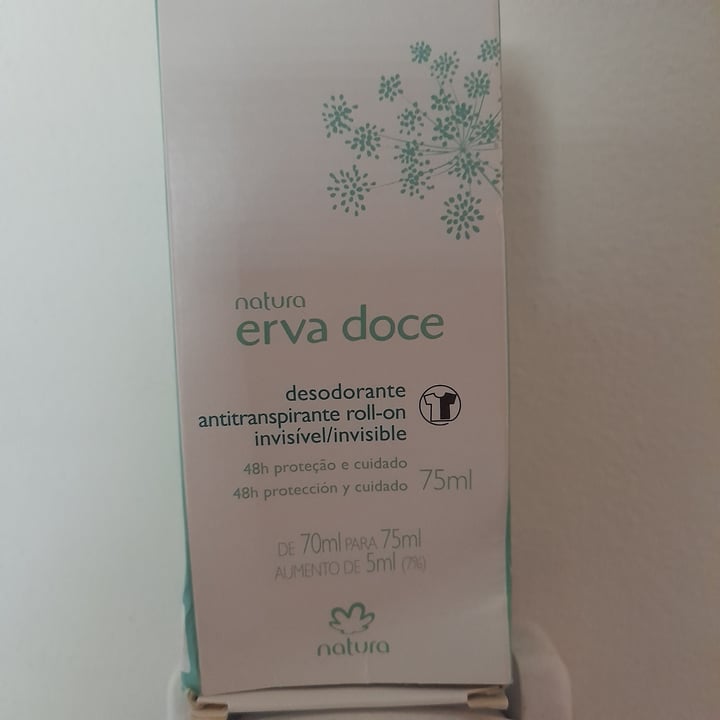 natura
erva doce
desodorante
antitranspirante roll-on
invisível/invisible
48h proteção e cuidado
48h protección y cuidado
75ml
DE 70ml PARA 75ml
AUMENTO DE 5ml (7%)
natura